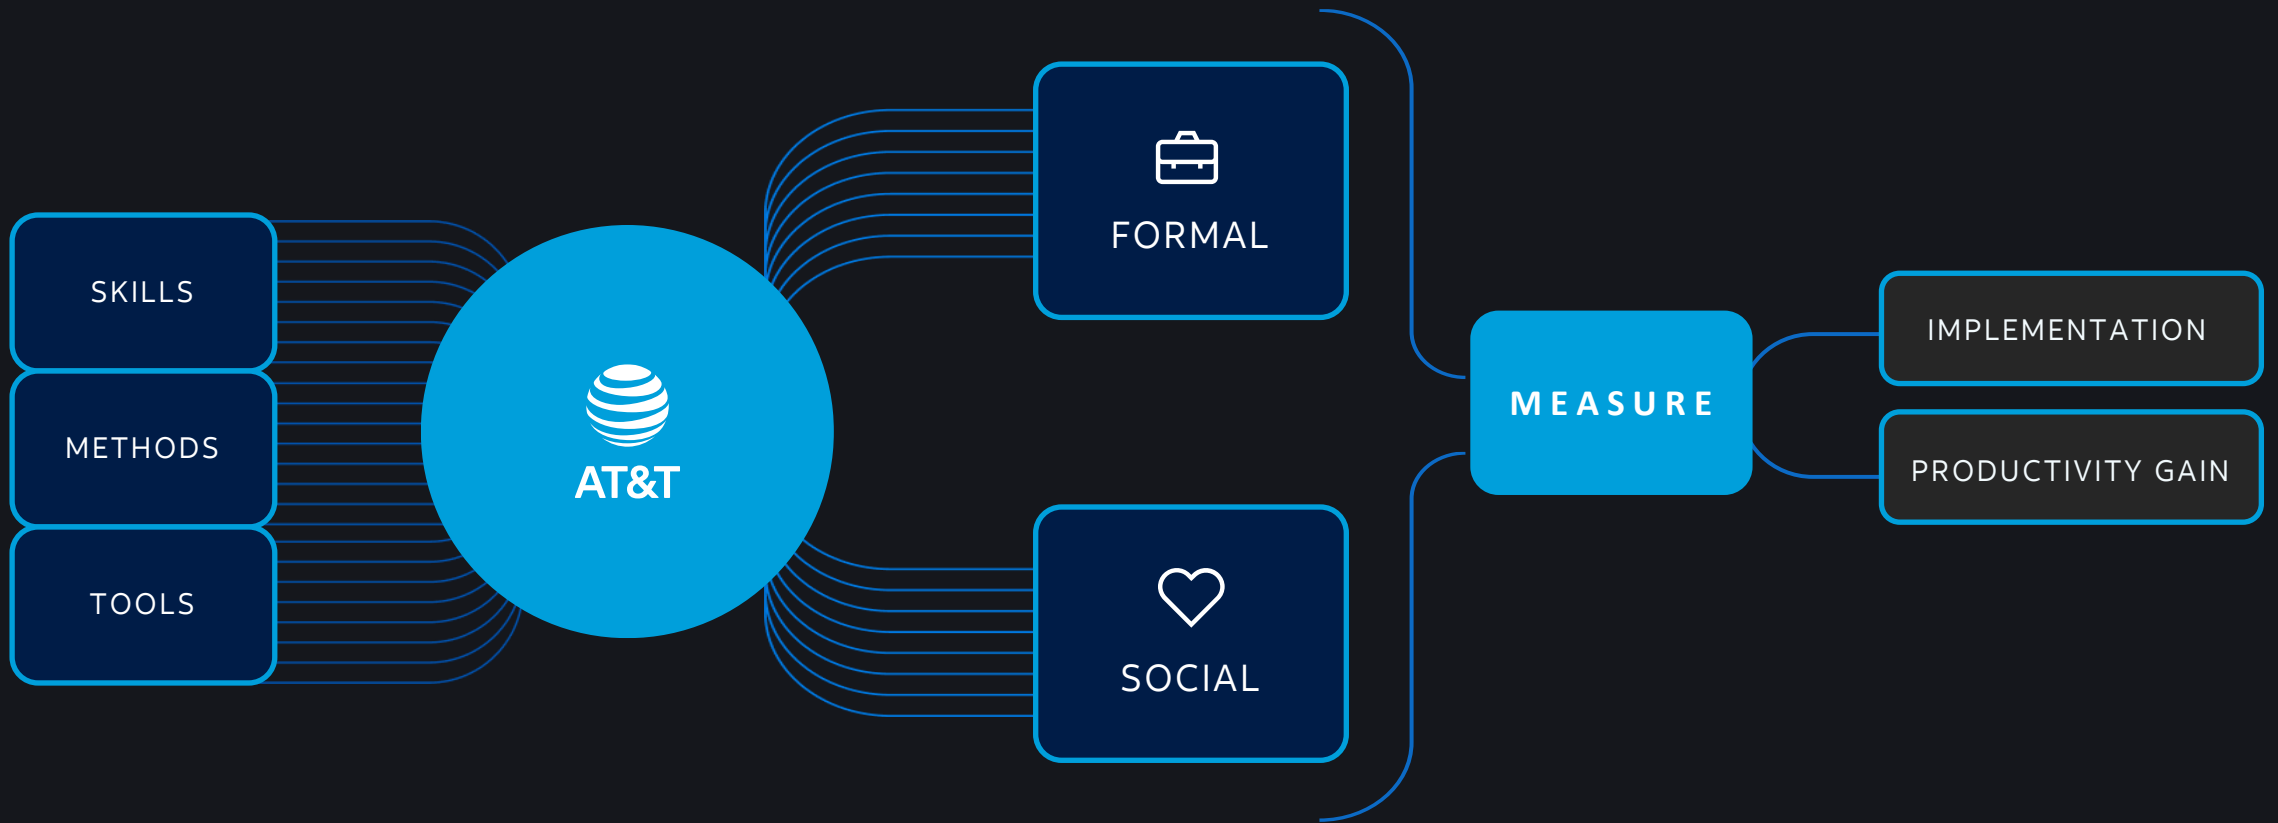 SKILLS
METHODS
TOOLS
AT&T
FORMAL
SOCIAL
MEASURE
IMPLEMENTATION
PRODUCTIVITY GAIN